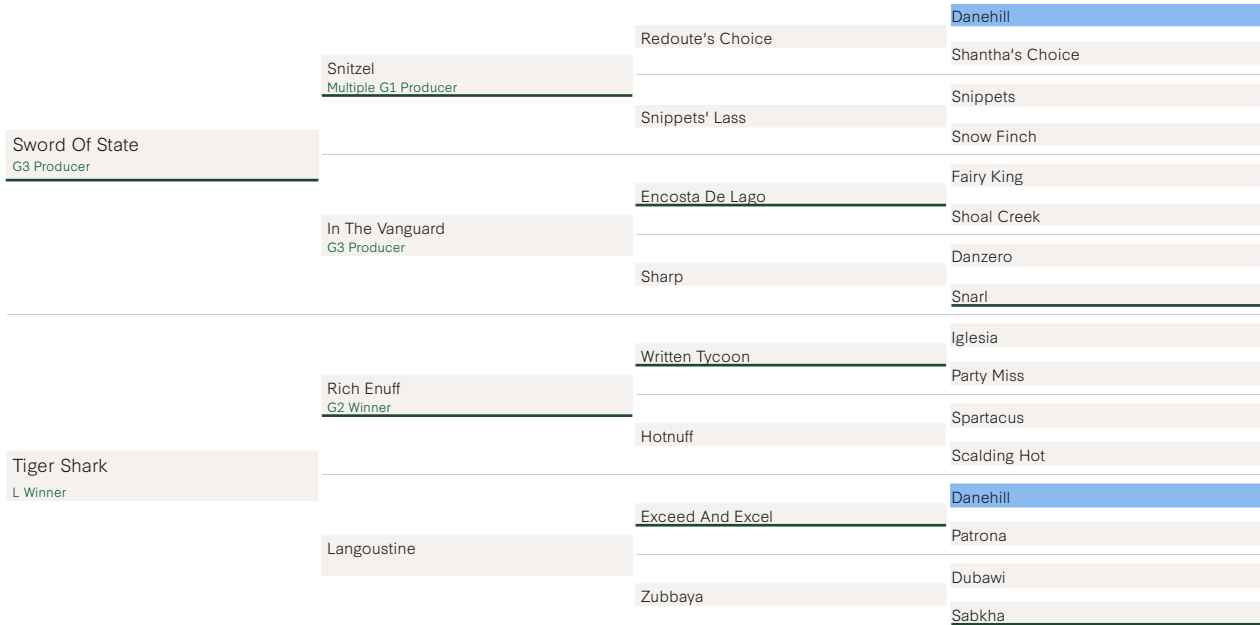 Sword Of State
G3 Producer
Tiger Shark
L Winner
Snitzel
Multiple G1 Producer
In The Vanguard
G3 Producer
Rich Enuff
G2 Winner
Langoustine
Redoute's Choice
Snippets' Lass
Encosta De Lago
Sharp
Written Tycoon
Hotnuff
Exceed And Excel
Zubbaya
Danehill
Shantha's Choice
Snippets
Snow Finch
Fairy King
Shoal Creek
Danzero
Snarl
Iglesia
Party Miss
Spartacus
Scalding Hot
Danehill
Patrona
Dubawi
Sabkha